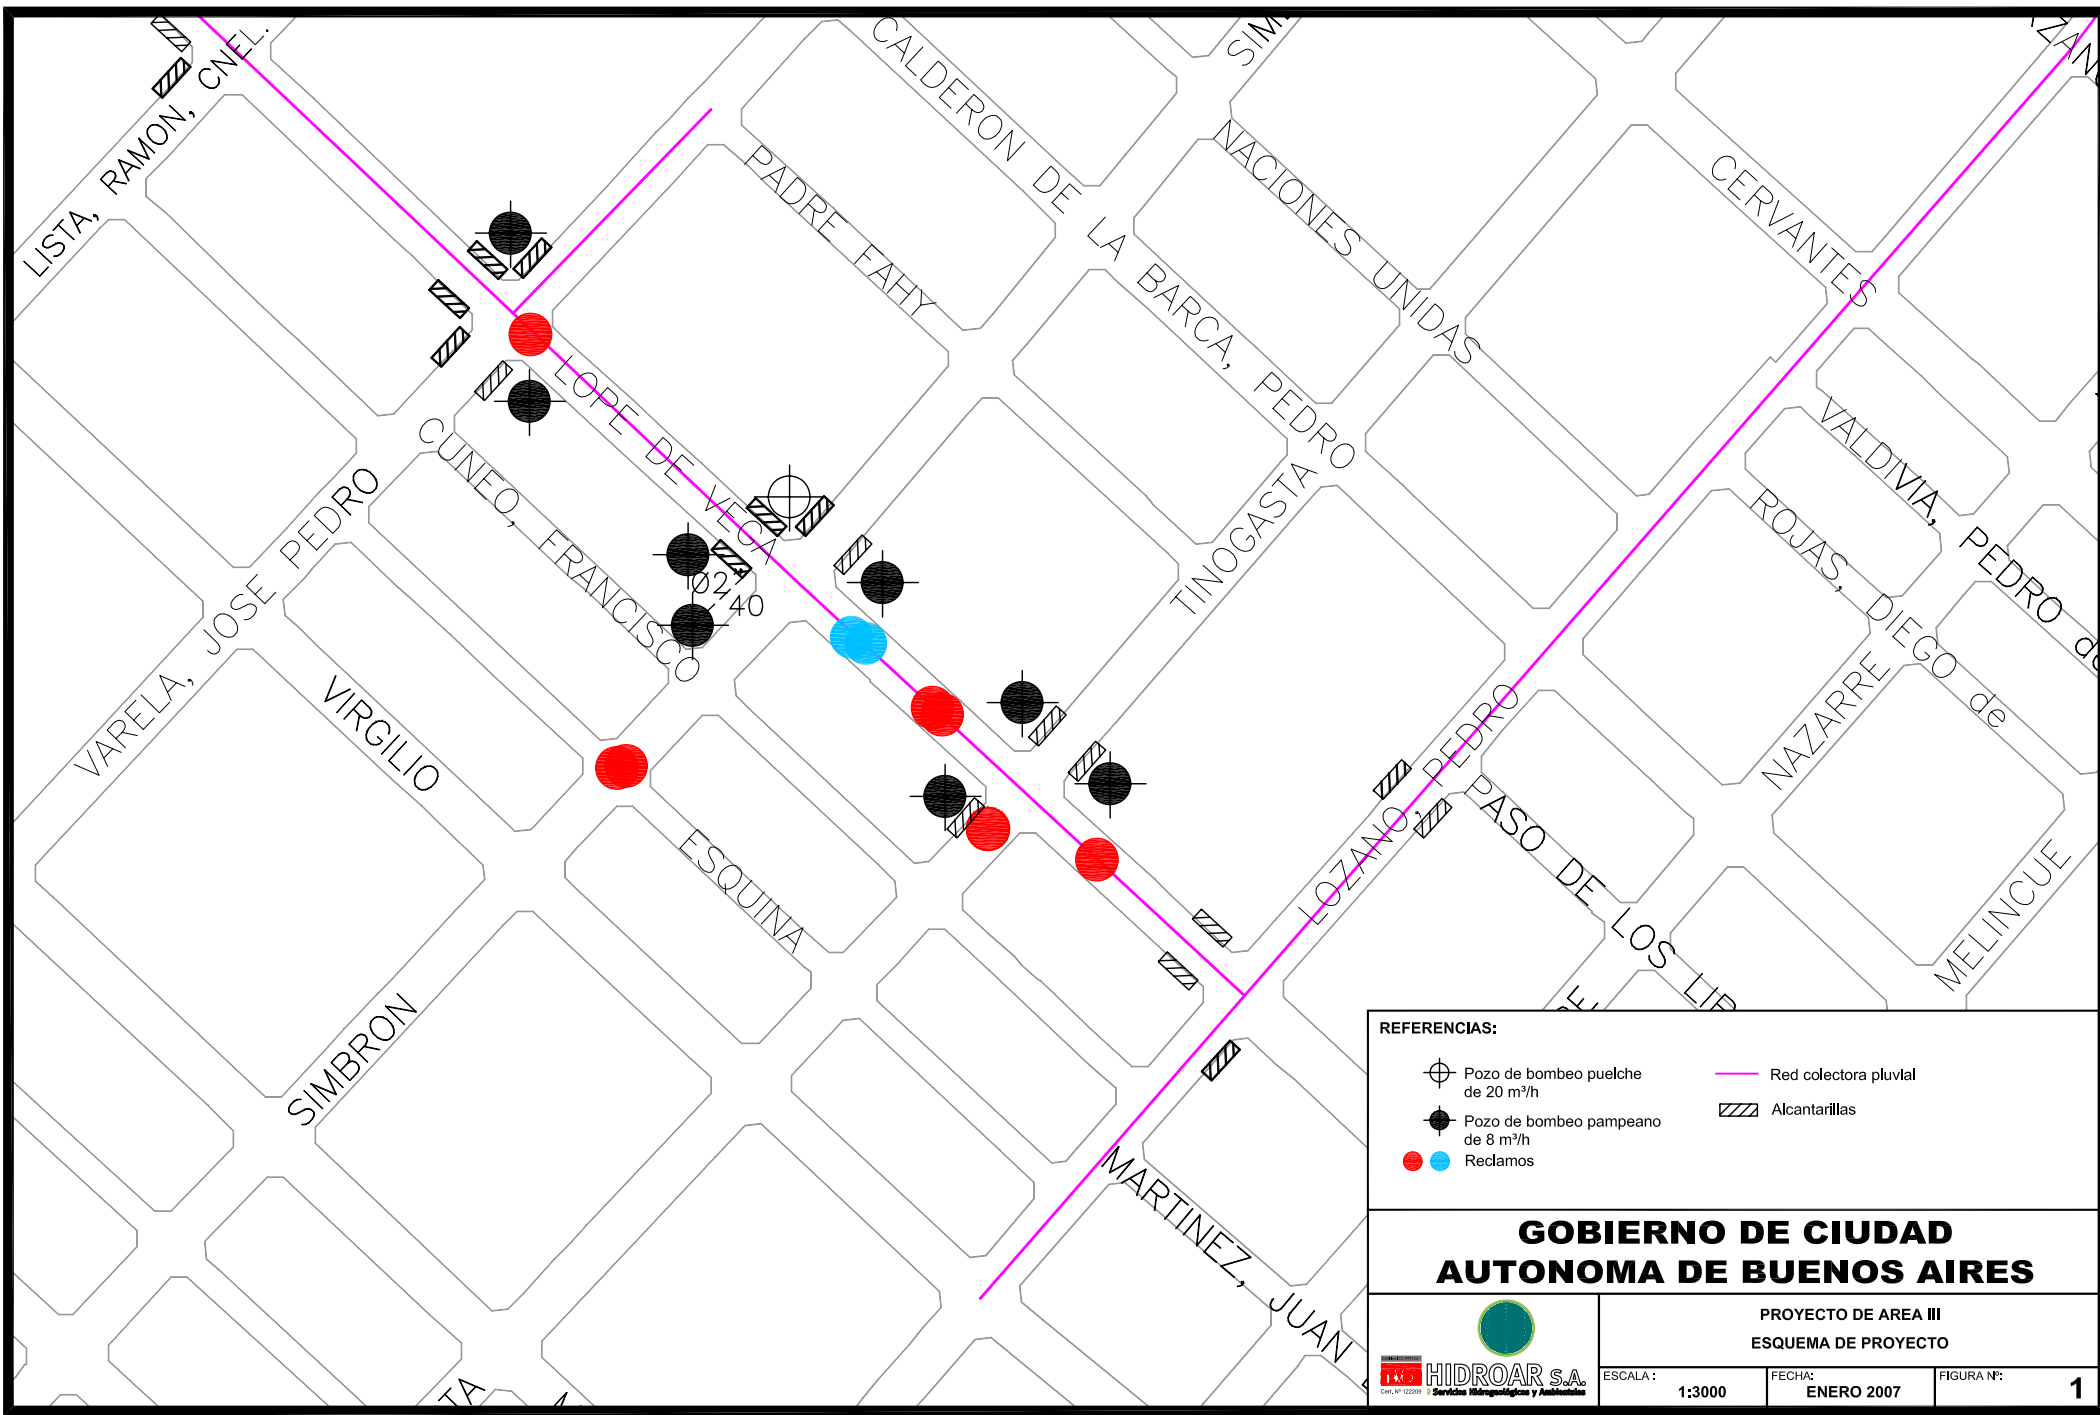 LISTA, RAMON, CNEL.
CALDERON DE LA BARCA, PEDRO
PADRE FAHY
NACIONES UNIDAS
CERVANTES
LOPE DE VEGA
CUNEO, FRANCISCO
VARELA, JOSE PEDRO
VIRGILIO
ESQUINA
SIMBRON
TINOGASTA
LOZANO, PEDRO
VALDIVIA, PEDRO de
ROJAS, DIEGO de
NAZARRE
PASO DE LOS LIB
MELINCUE
MARTINEZ, JUAN
REFERENCIAS:
Pozo de bombeo puelche
de 20 m³/h
Pozo de bombeo pampeano
de 8 m³/h
Reclamos
Red colectora pluvial
Alcantarillas
GOBIERNO DE CIUDAD
AUTONOMA DE BUENOS AIRES
HIDROAR S.A.
Servicios Hidrogeológicos y Ambientales
Cert. Nº 122209
PROYECTO DE AREA III
ESQUEMA DE PROYECTO
ESCALA :
1:3000
FECHA:
ENERO 2007
FIGURA Nº:
1